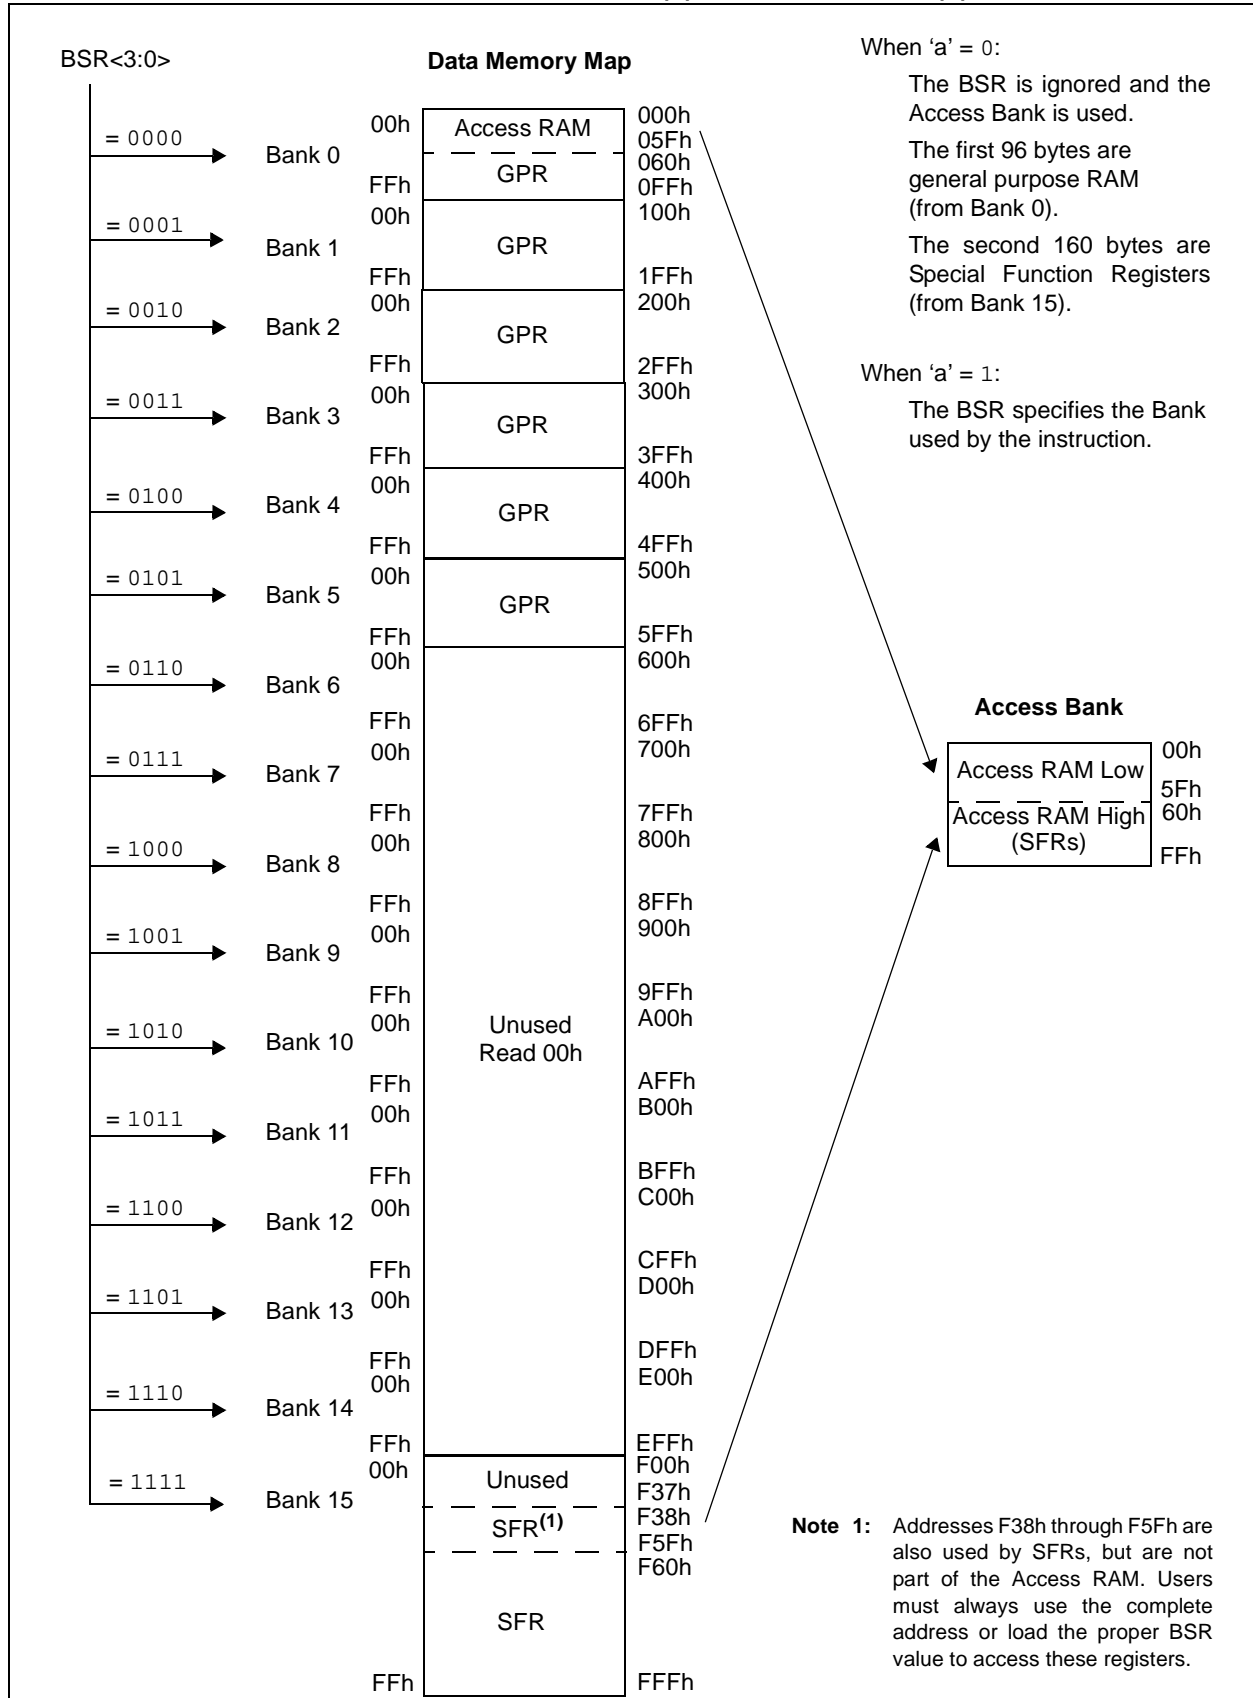 BSR<3:0>
Data Memory Map
When ‘a’ = 0:
The BSR is ignored and the
Access Bank is used.
The first 96 bytes are
general purpose RAM
(from Bank 0).
The second 160 bytes are
Special Function Registers
(from Bank 15).
When ‘a’ = 1:
The BSR specifies the Bank
used by the instruction.
= 0000
Bank 0
00h
Access RAM
000h
05Fh
060h
GPR
FFh
0FFh
= 0001
Bank 1
00h
100h
GPR
FFh
1FFh
= 0010
Bank 2
00h
200h
GPR
FFh
2FFh
= 0011
Bank 3
00h
300h
GPR
FFh
3FFh
= 0100
Bank 4
00h
400h
GPR
FFh
4FFh
= 0101
Bank 5
00h
500h
GPR
FFh
5FFh
= 0110
Bank 6
00h
600h
FFh
6FFh
= 0111
Bank 7
00h
700h
FFh
7FFh
= 1000
Bank 8
00h
800h
FFh
8FFh
= 1001
Bank 9
00h
900h
FFh
9FFh
= 1010
Bank 10
00h
A00h
Unused
Read 00h
FFh
AFFh
= 1011
Bank 11
00h
B00h
FFh
BFFh
= 1100
Bank 12
00h
C00h
FFh
CFFh
= 1101
Bank 13
00h
D00h
FFh
DFFh
= 1110
Bank 14
00h
E00h
FFh
EFFh
= 1111
Bank 15
00h
F00h
Unused
F37h
F38h
SFR(1)
F5Fh
F60h
SFR
FFh
FFFh
Access Bank
Access RAM Low
00h
5Fh
Access RAM High
(SFRs)
60h
FFh
Note 1: Addresses F38h through F5Fh are
also used by SFRs, but are not
part of the Access RAM. Users
must always use the complete
address or load the proper BSR
value to access these registers.